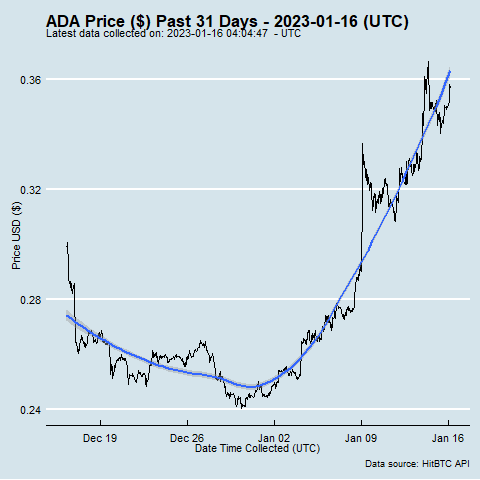 ADA Price ($) Past 31 Days - 2023-01-16 (UTC)
Latest data collected on: 2023-01-16 04:04:47 - UTC
Price USD ($)
0.36
0.32
0.28
0.24
Dec 19 Dec 26 Jan 02 Jan 09 Jan 16
Date Time Collected (UTC)
Data source: HitBTC API